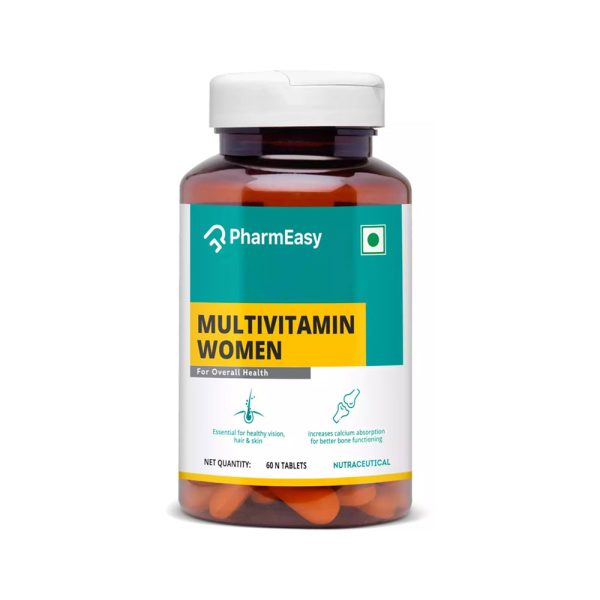 PharmEasy
MULTIVITAMIN
WOMEN
For Overall Health
Essential for healthy vision,
hair & skin
Increases calcium absorption
for better bone functioning
NET QUANTITY: 60 N TABLETS
NUTRACEUTICAL